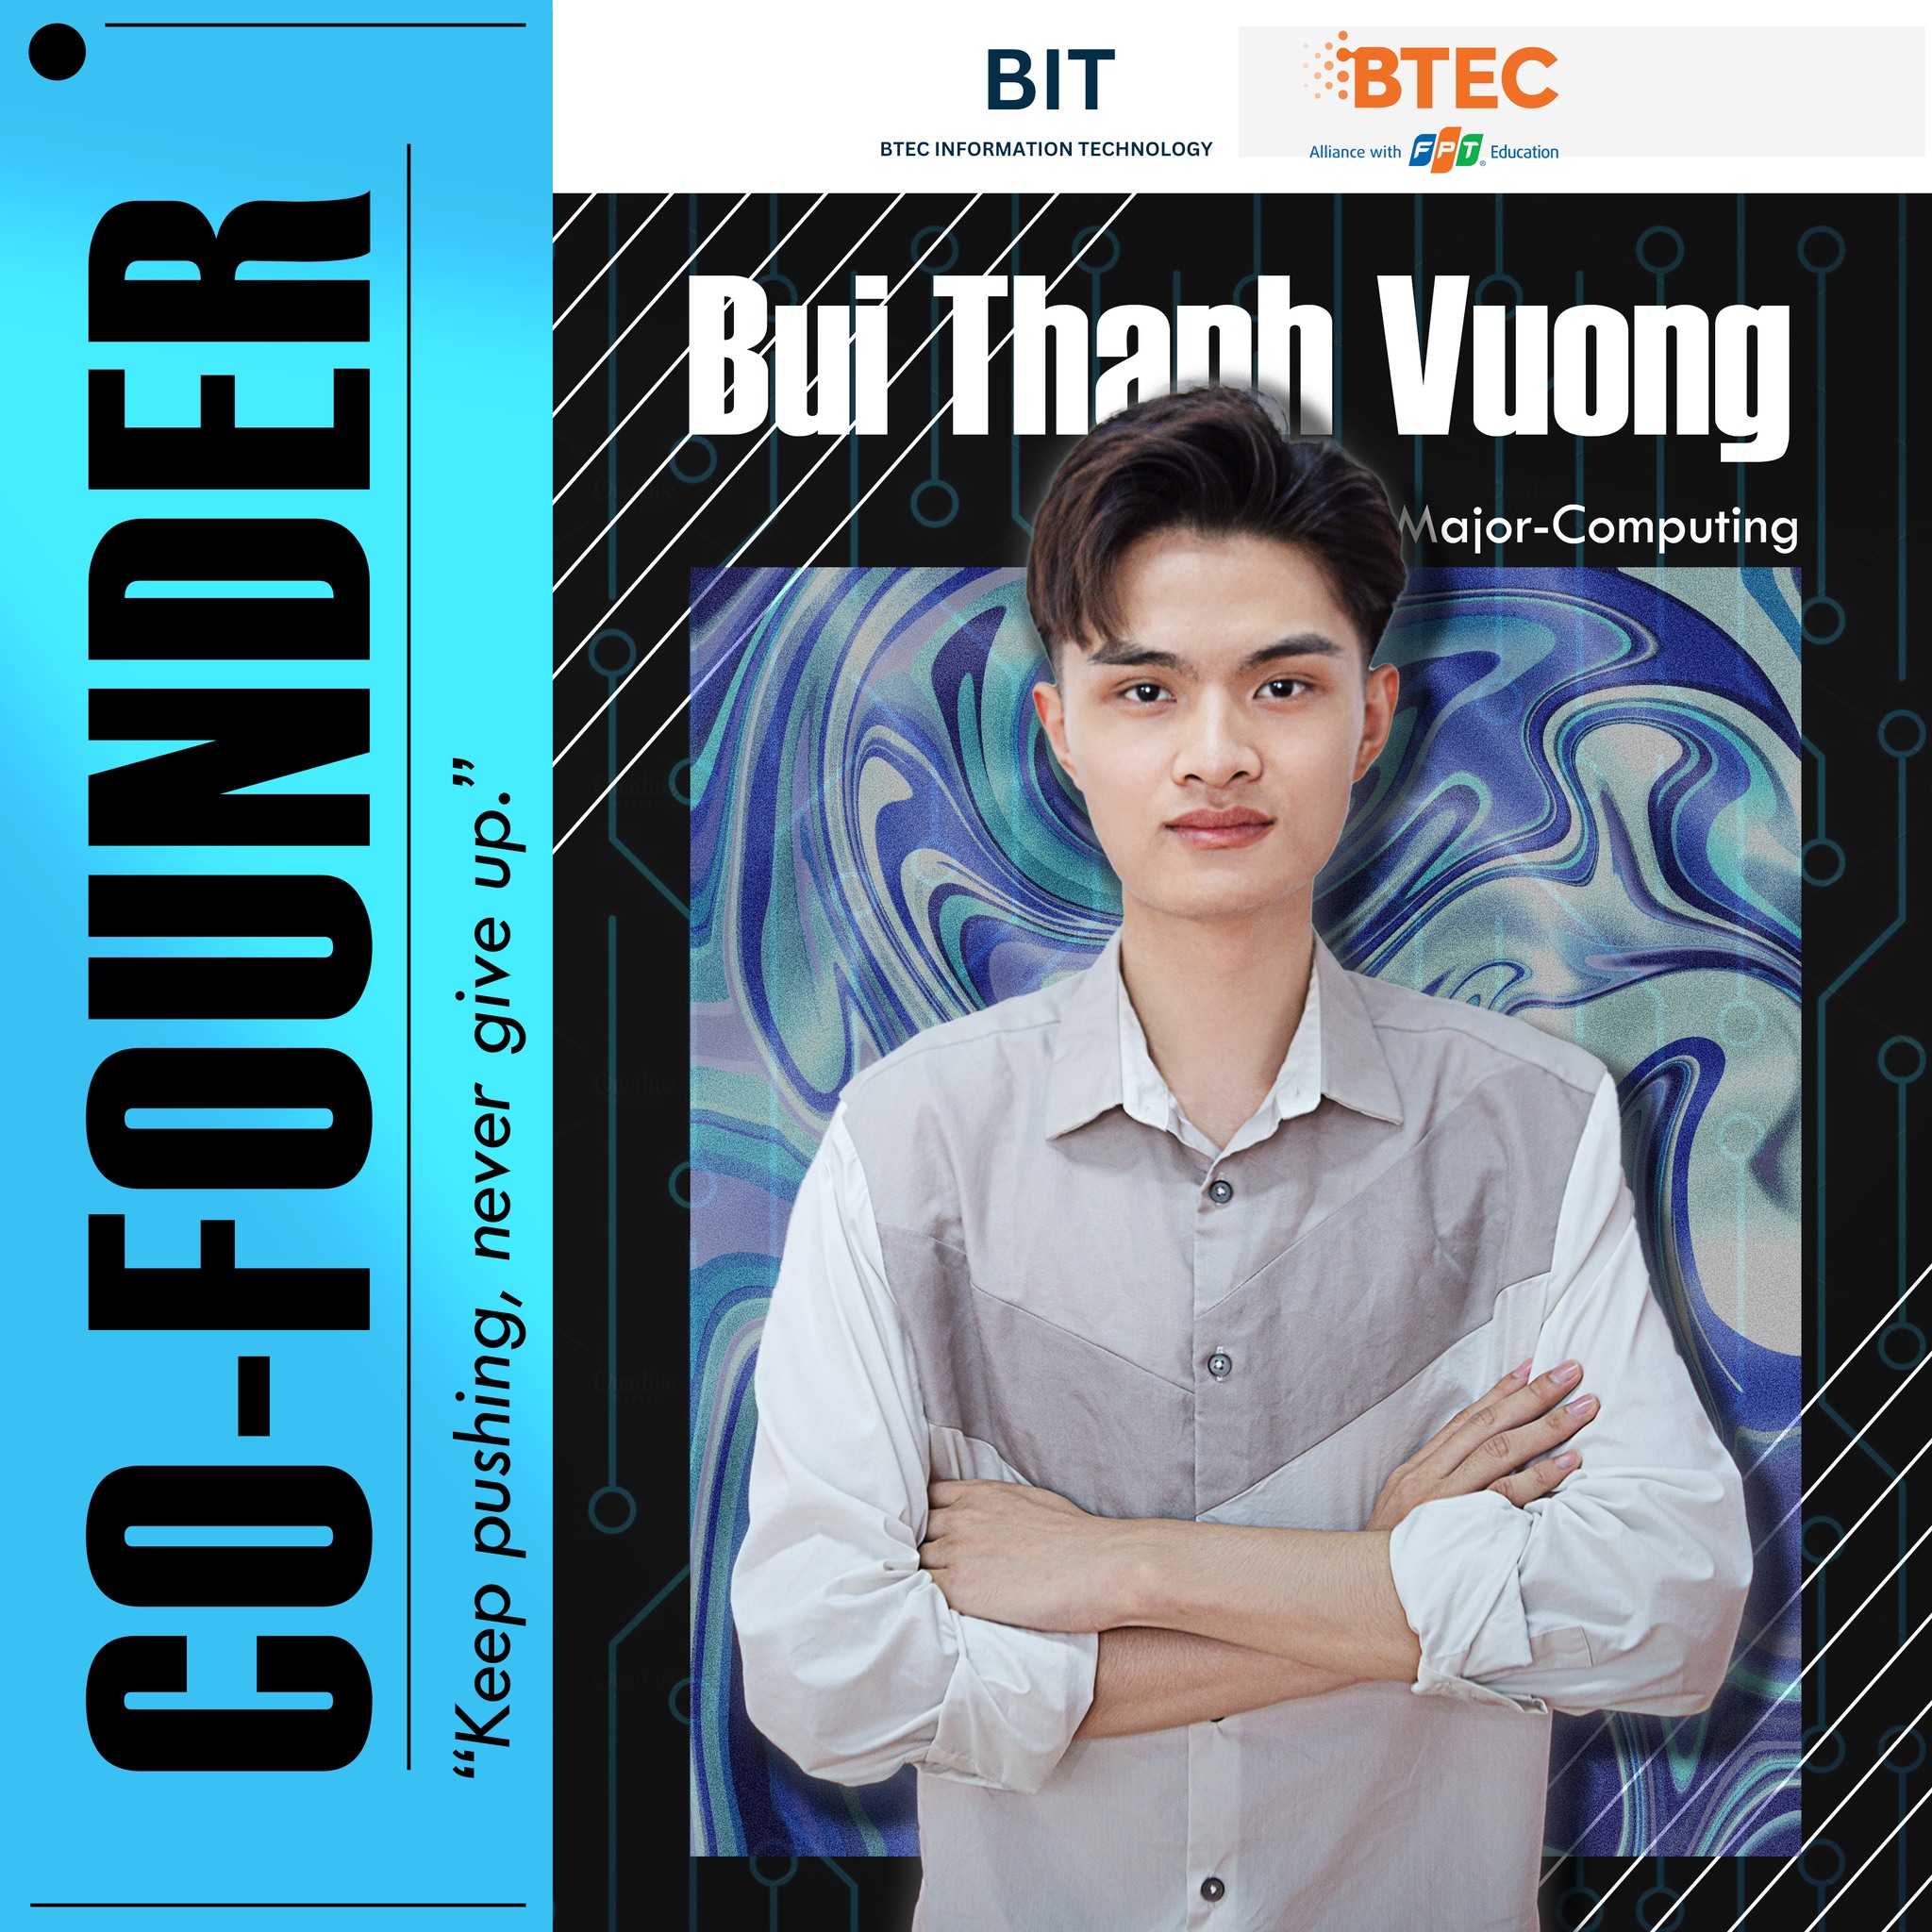 BIT
BTEC INFORMATION TECHNOLOGY
BTEC
Alliance with FPT Education
CO-FOUNDER
“Keep pushing, never give up.”
Bui Thanh Vuong
Major-Computing